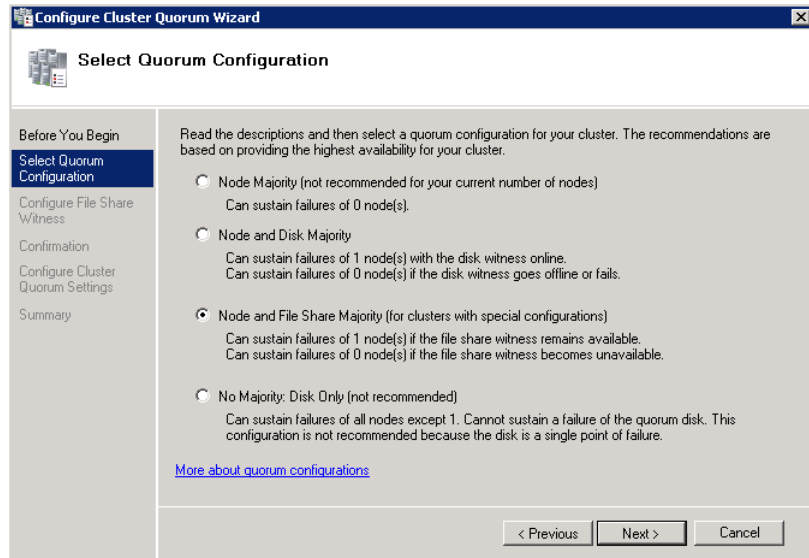 Configure Cluster Quorum Wizard
Select Quorum Configuration
Before You Begin
Select Quorum
Configuration
Configure File Share
Witness
Confirmation
Configure Cluster
Quorum Settings
Summary
Read the descriptions and then select a quorum configuration for your cluster. The recommendations are
based on providing the highest availability for your cluster.
Node Majority (not recommended for your current number of nodes)
Can sustain failures of 0 node(s).
Node and Disk Majority
Can sustain failures of 1 node(s) with the disk witness online.
Can sustain failures of 0 node(s) if the disk witness goes offline or fails.
Node and File Share Majority (for clusters with special configurations)
Can sustain failures of 1 node(s) if the file share witness remains available.
Can sustain failures of 0 node(s) if the file share witness becomes unavailable.
No Majority: Disk Only (not recommended)
Can sustain failures of all nodes except 1. Cannot sustain a failure of the quorum disk. This
configuration is not recommended because the disk is a single point of failure.
More about quorum configurations
< Previous
Next >
Cancel